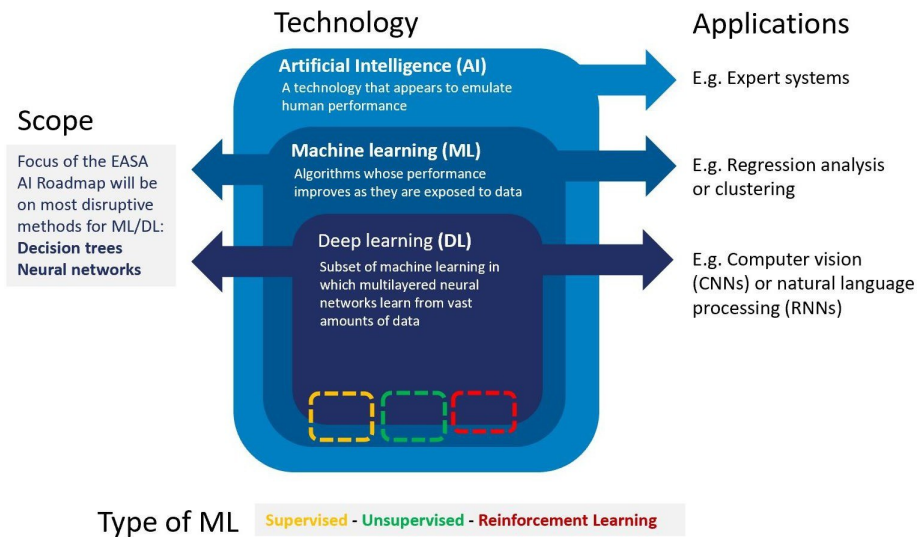 Technology
Applications
Artificial Intelligence (AI)
A technology that appears to emulate
human performance
E.g. Expert systems
Scope
Focus of the EASA
AI Roadmap will be
on most disruptive
methods for ML/DL:
Decision trees
Neural networks
Machine learning (ML)
Algorithms whose performance
improves as they are exposed to data
E.g. Regression analysis
or clustering
Deep learning (DL)
Subset of machine learning in
which multilayered neural
networks learn from vast
amounts of data
E.g. Computer vision
(CNNs) or natural language
processing (RNNs)
Type of ML
Supervised - Unsupervised - Reinforcement Learning